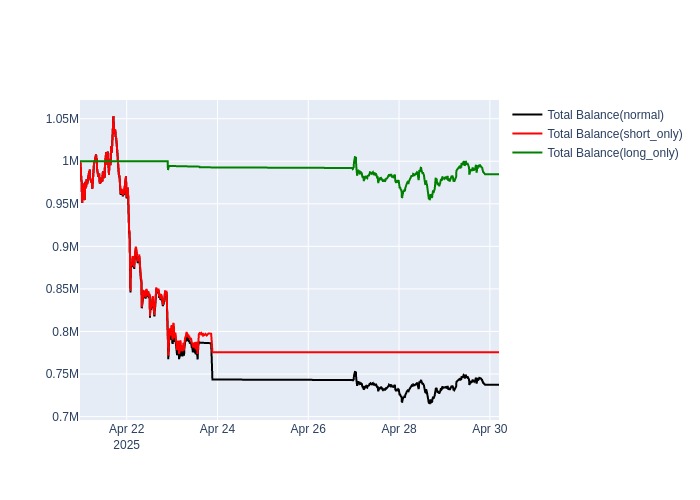 1.05M
1M
0.95M
0.9M
0.85M
0.8M
0.75M
0.7M
Apr 22
2025
Apr 24
Apr 26
Apr 28
Apr 30
Total Balance(normal)
Total Balance(short_only)
Total Balance(long_only)